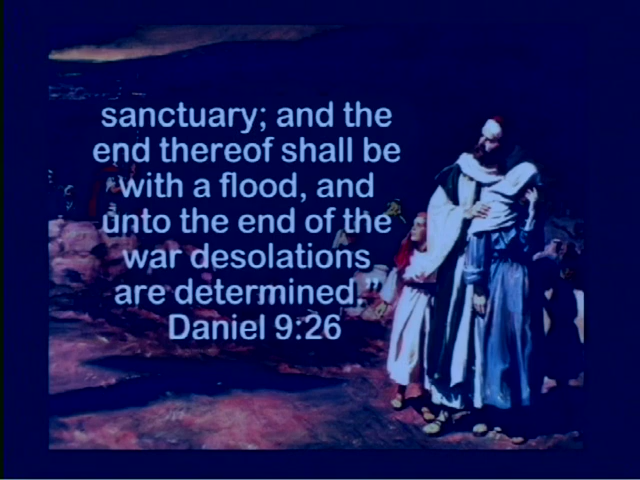 sanctuary; and the
end thereof shall be
with a flood, and
unto the end of the
war desolations
are determined."
Daniel 9:26